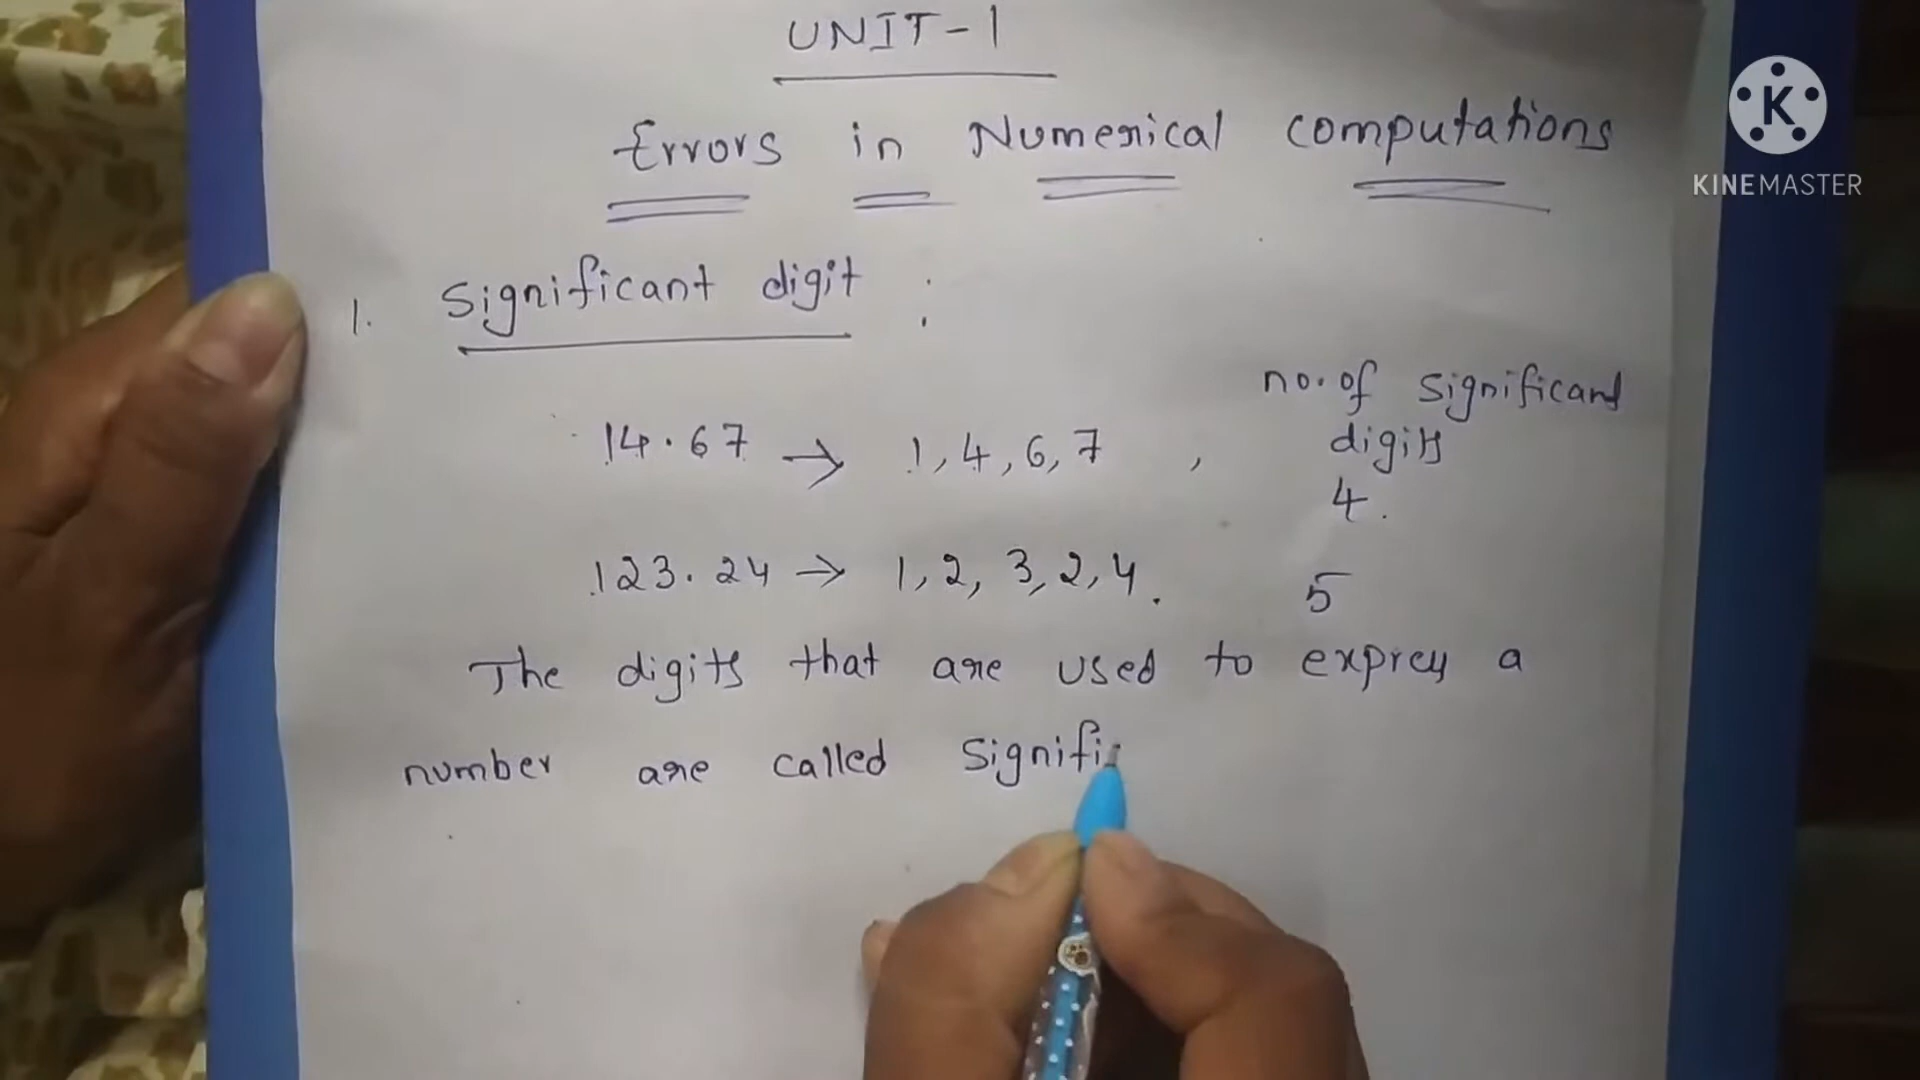 UNIT-1
Errors in Numerical computations
K
KINEMASTER
1. Significant digit :
no. of significant
digits
14.67 → 1, 4, 6, 7 ,
4.
123.24 → 1, 2, 3, 2, 4. 5
The digits that are used to express a
number are called Signifi